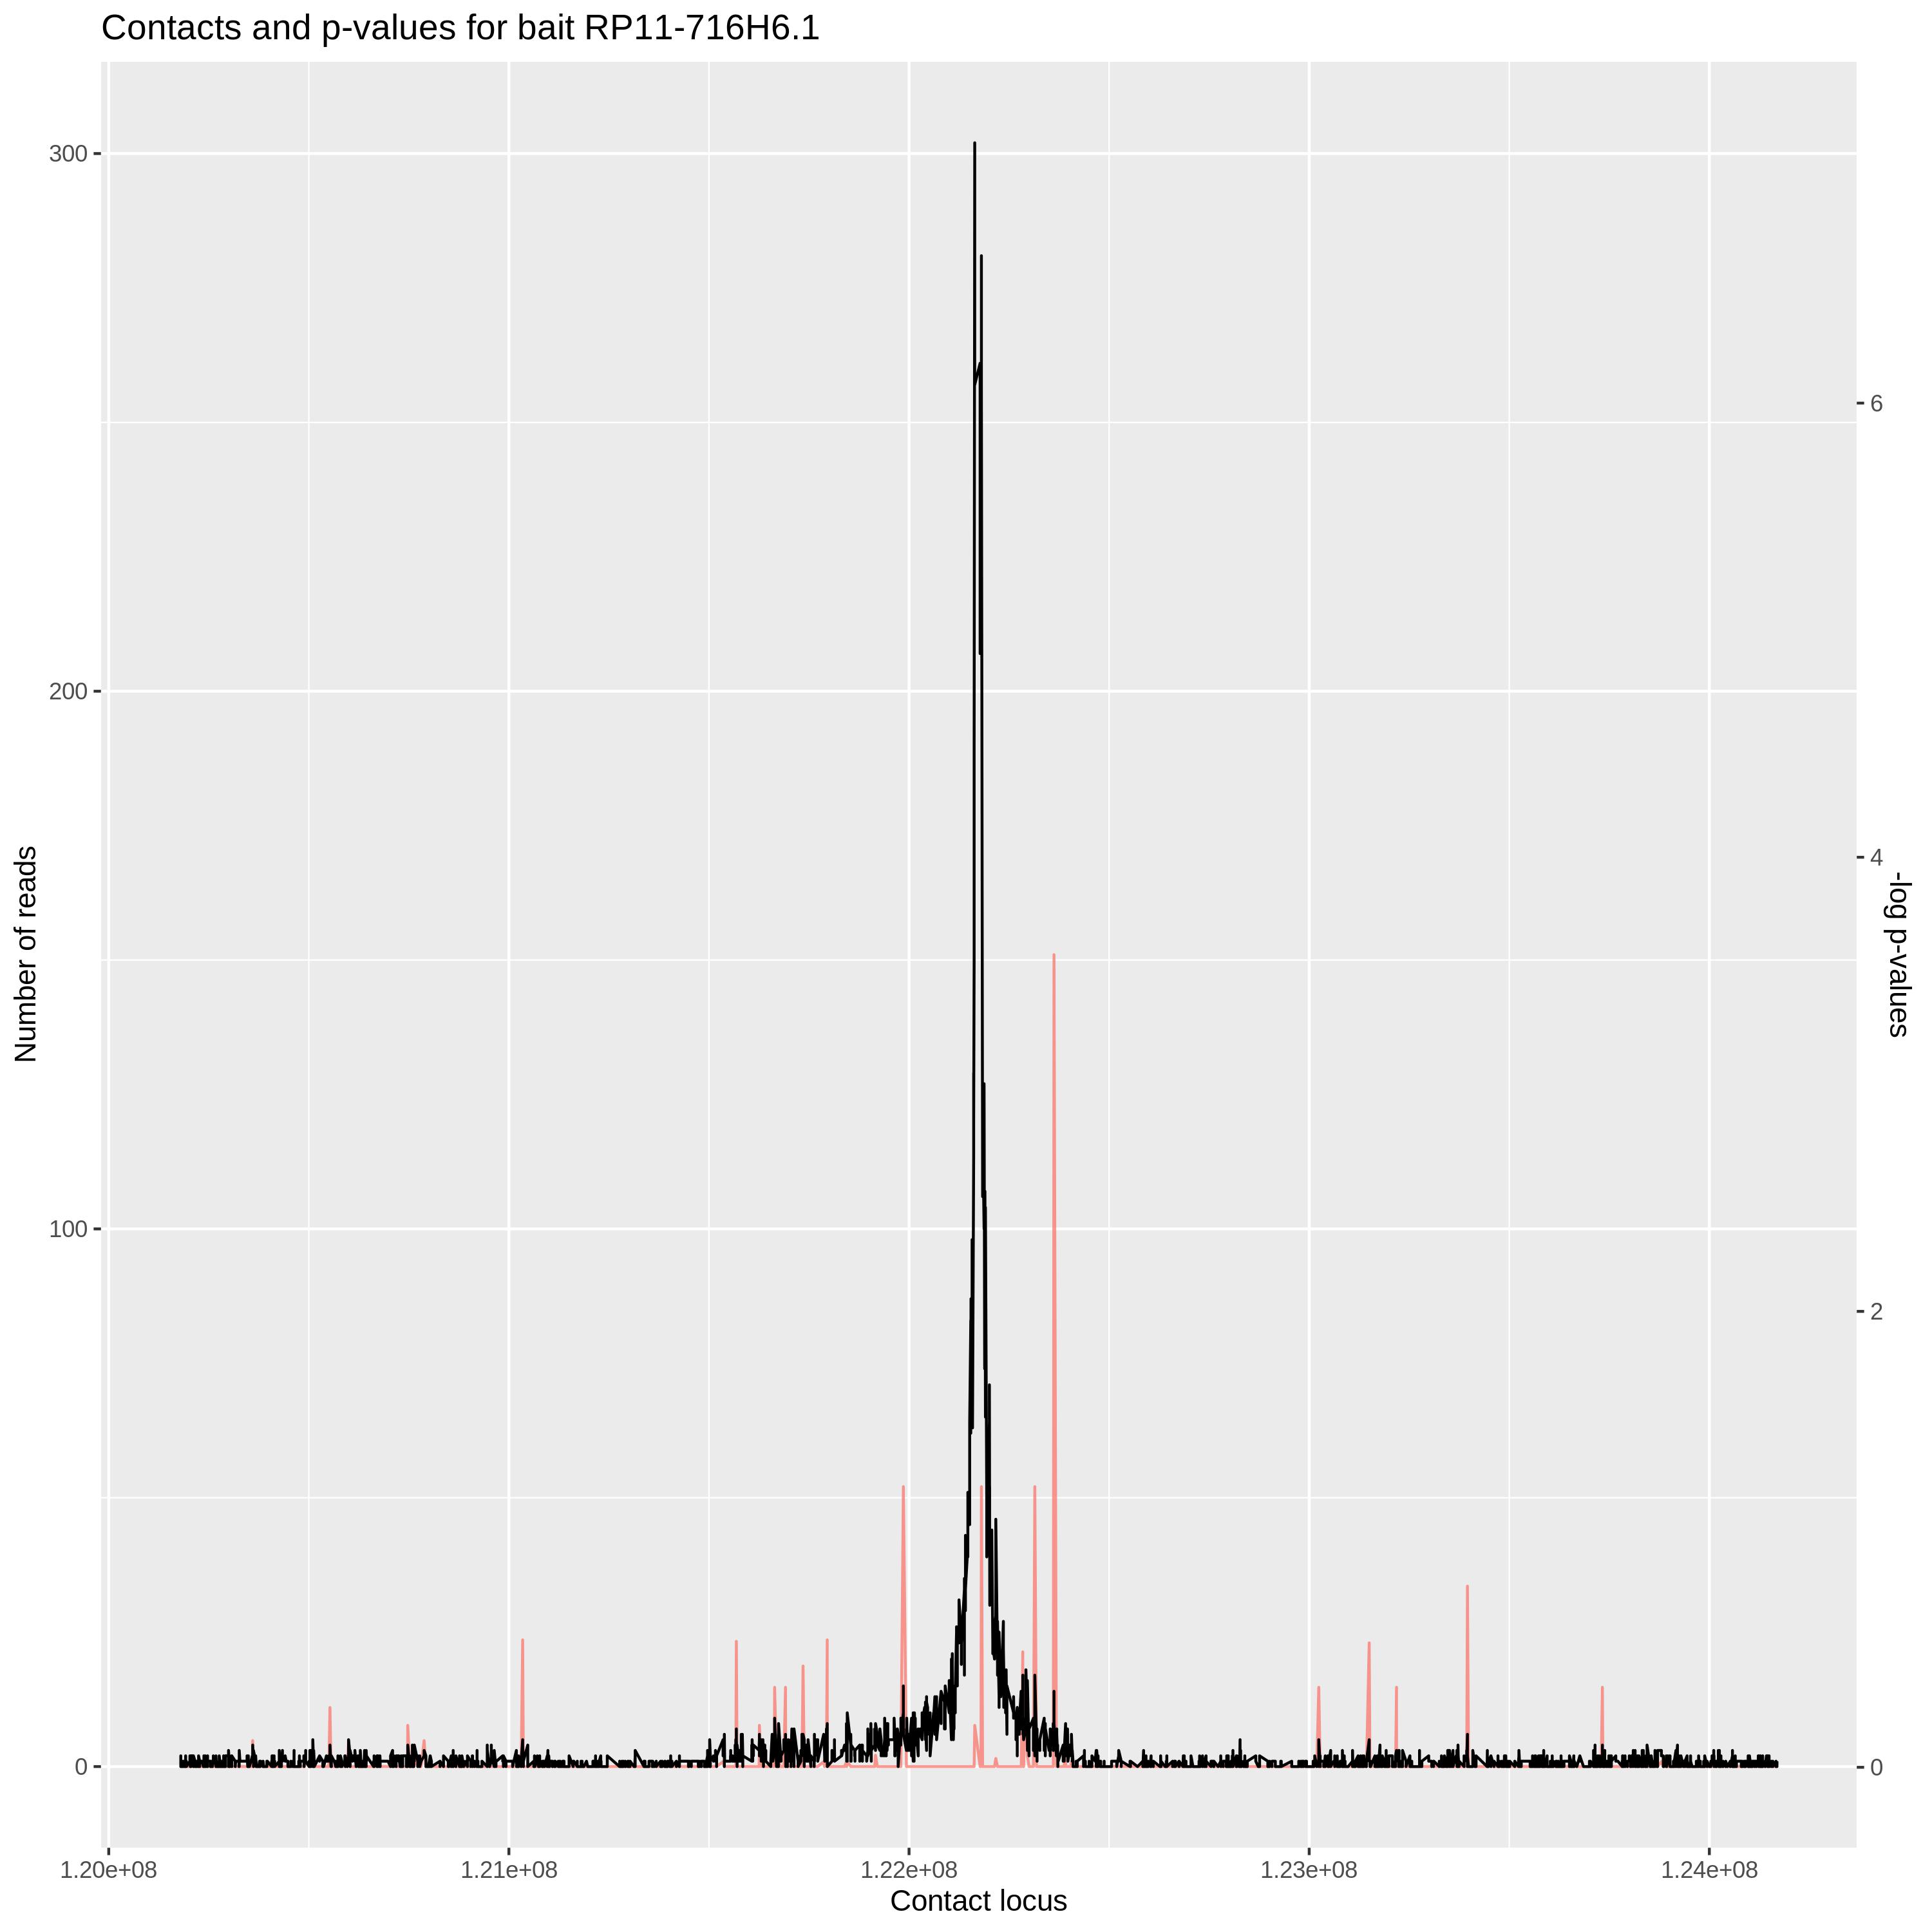 Contacts and p-values for bait RP11-716H6.1
300
200
100
0
6
4
2
0
Number of reads
-log p-values
1.20e+08
1.21e+08
1.22e+08
1.23e+08
1.24e+08
Contact locus